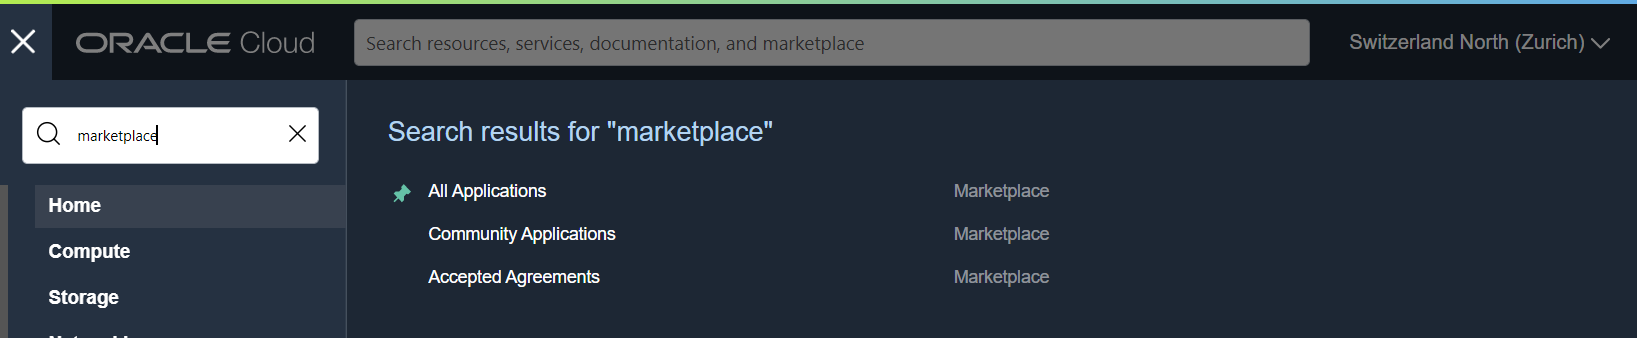 ORACLE Cloud
Search resources, services, documentation, and marketplace
Switzerland North (Zurich)
marketplace
Home
Compute
Storage
Search results for "marketplace"
All Applications Marketplace
Community Applications Marketplace
Accepted Agreements Marketplace